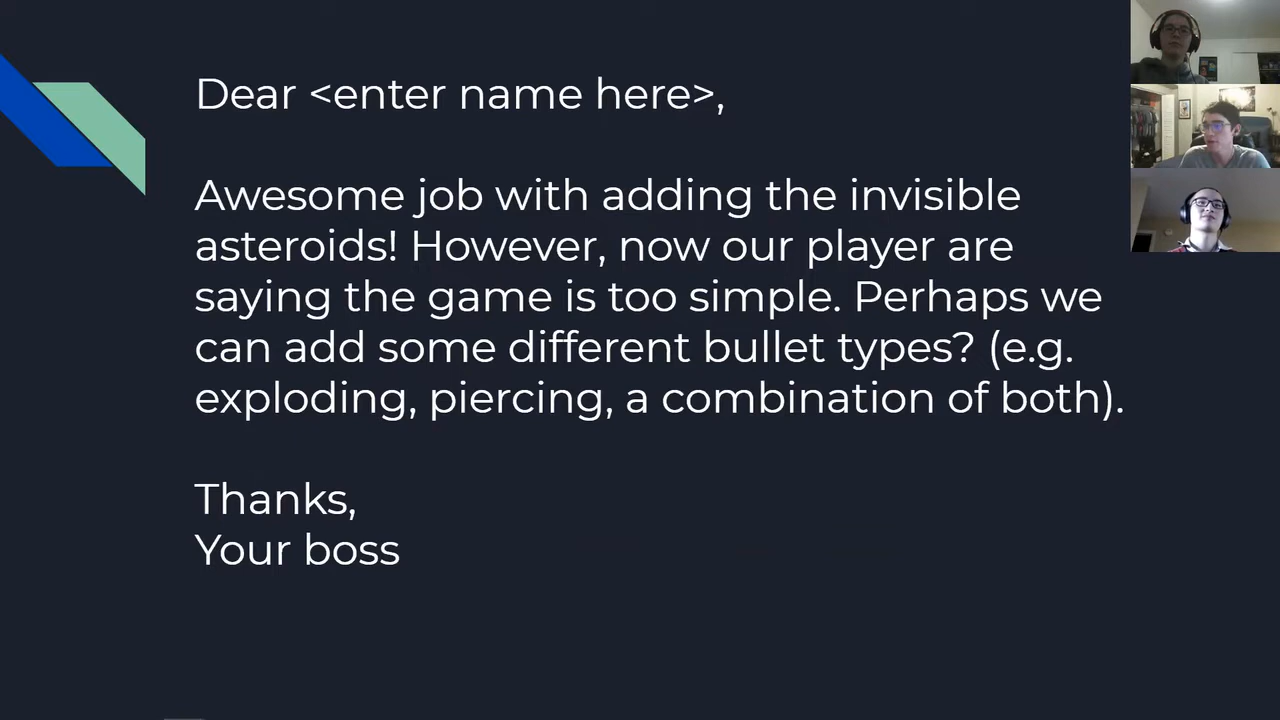 Dear <enter name here>,
Awesome job with adding the invisible
asteroids! However, now our player are
saying the game is too simple. Perhaps we
can add some different bullet types? (e.g.
exploding, piercing, a combination of both).
Thanks,
Your boss